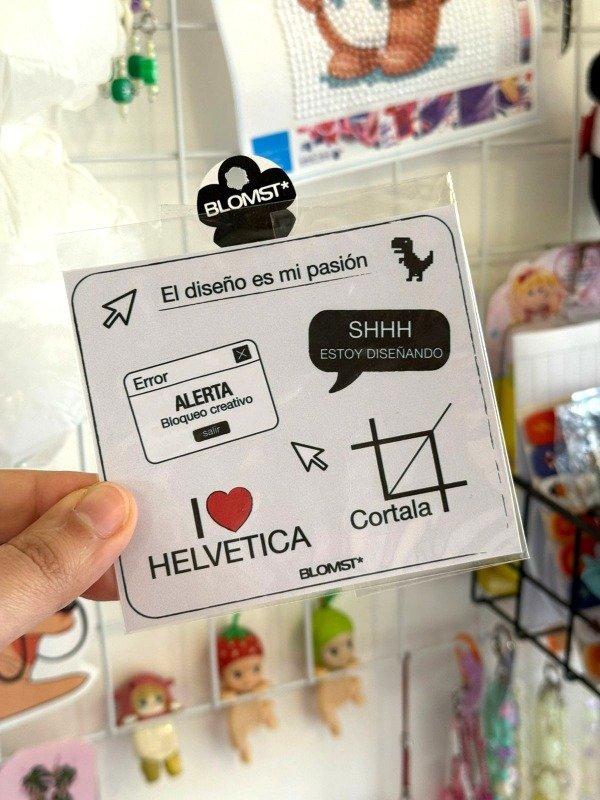 BLOMST*
El diseño es mi pasión
SHHH
ESTOY DISEÑANDO
Error
ALERTA
Bloqueo creativo
salir
I
HELVETICA
Cortala
BLOMST*